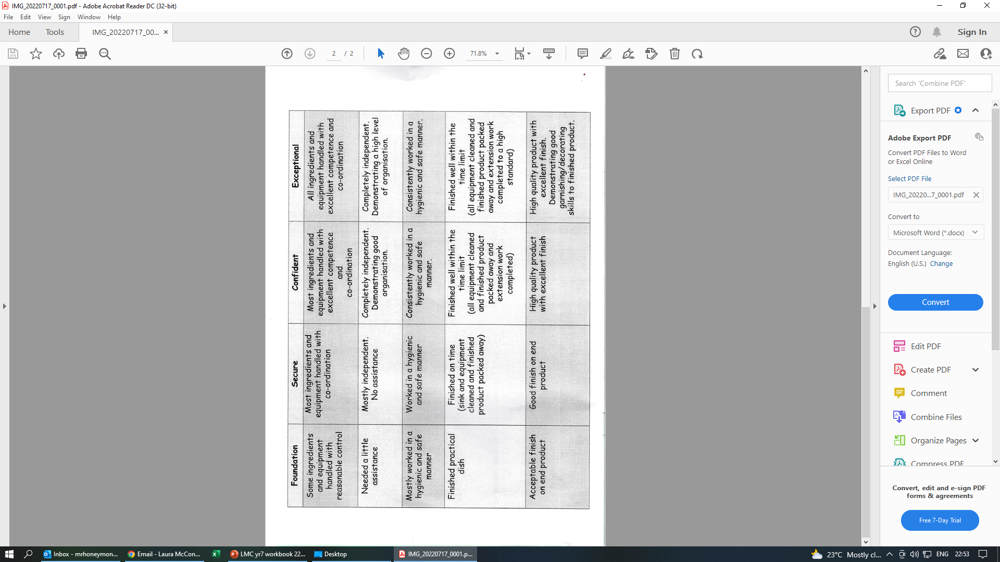 IMG_20220717_0001.pdf - Adobe Acrobat Reader DC (32-bit)
File Edit View Sign Window Help
Home Tools IMG_20220717_00... ×
Sign In
2 / 2 71.8%
Foundation
Some ingredients
and equipment
handled with
reasonable control
Needed a little
assistance
Mostly worked in a
hygienic and safe
manner
Finished practical
dish
Acceptable finish
on end product
Secure
Most ingredients and
equipment handled with
co-ordination
Mostly independent.
No assistance
Worked in a hygienic
and safe manner
Finished on time
(sink and equipment
cleaned and finished
product packed away)
Good finish on end
product
Confident
Most ingredients and
equipment handled with
excellent competence
and
co-ordination
Completely independent.
Demonstrating good
organisation.
Consistently worked in a
hygienic and safe
manner.
Finished well within the
time limit
(all equipment cleaned
and finished product
packed away and
extension work
completed)
High quality product
with excellent finish
Exceptional
All ingredients and
equipment handled with
excellent competence and
co-ordination
Completely independent.
Demonstrating a high level
of organisation.
Consistently worked in a
hygienic and safe manner.
Finished well within the
time limit
(all equipment cleaned and
finished product packed
away and extension work
completed to a high
standard)
High quality product with
excellent finish.
Demonstrating good
garnishing/decorating
skills to finished product.
Search 'Combine PDF'
Export PDF
Adobe Export PDF
Convert PDF Files to Word
or Excel Online
Select PDF File
IMG_20220...7_0001.pdf
Convert to
Microsoft Word (*.docx)
Document Language:
English (U.S.) Change
Convert
Edit PDF
Create PDF
Comment
Combine Files
Organize Pages
Compress PDF
Convert, edit and e-sign PDF
forms & agreements
Free 7-Day Trial
Inbox - mrhoneymon... Email - Laura McCon... LMC yr7 workbook 22... Desktop IMG_20220717_0001.p... 23°C Mostly cl... ENG 22:53